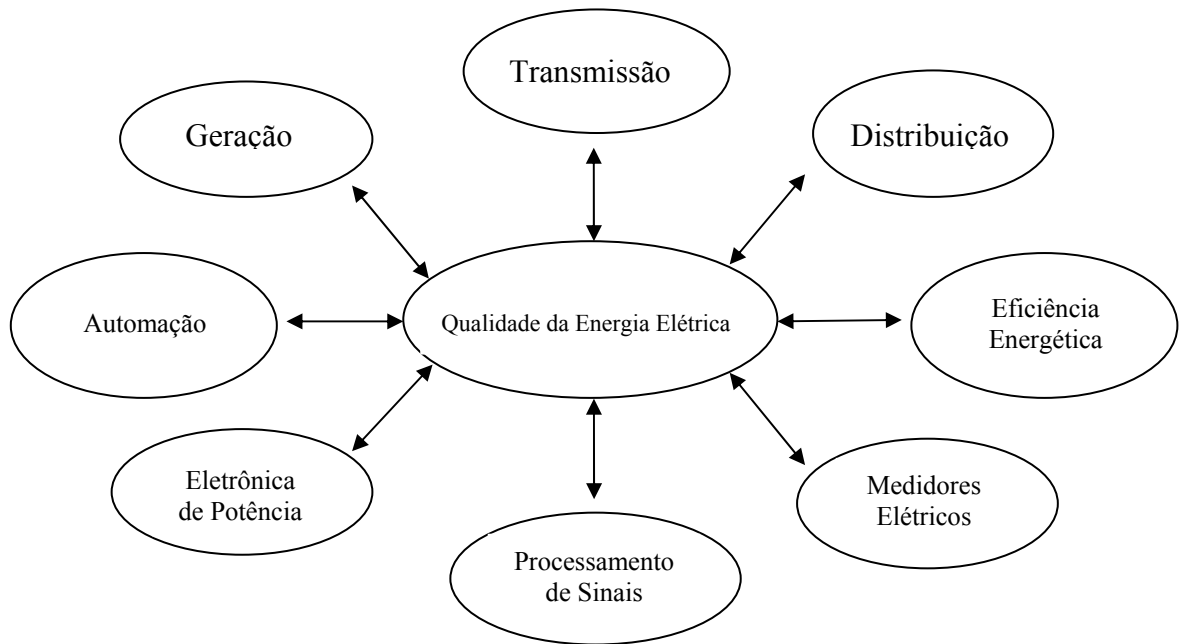 Transmissão
Geração
Distribuição
Automação
Qualidade da Energia Elétrica
Eficiência
Energética
Eletrônica
de Potência
Medidores
Elétricos
Processamento
de Sinais